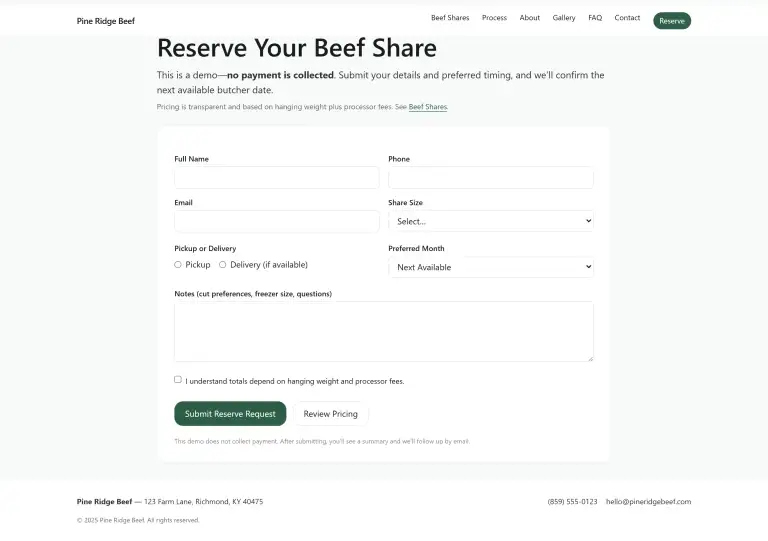 Pine Ridge Beef
Beef Shares Process About Gallery FAQ Contact Reserve
Reserve Your Beef Share
This is a demo—no payment is collected. Submit your details and preferred timing, and we'll confirm the
next available butcher date.
Pricing is transparent and based on hanging weight plus processor fees. See Beef Shares.
Full Name
Phone
Email
Share Size
Select...
Pickup or Delivery
Pickup Delivery (if available)
Preferred Month
Next Available
Notes (cut preferences, freezer size, questions)
I understand totals depend on hanging weight and processor fees.
Submit Reserve Request Review Pricing
This demo does not collect payment. After submitting, you'll see a summary and we'll follow up by email.
Pine Ridge Beef — 123 Farm Lane, Richmond, KY 40475
(859) 555-0123 hello@pineridgebeef.com
© 2025 Pine Ridge Beef. All rights reserved.